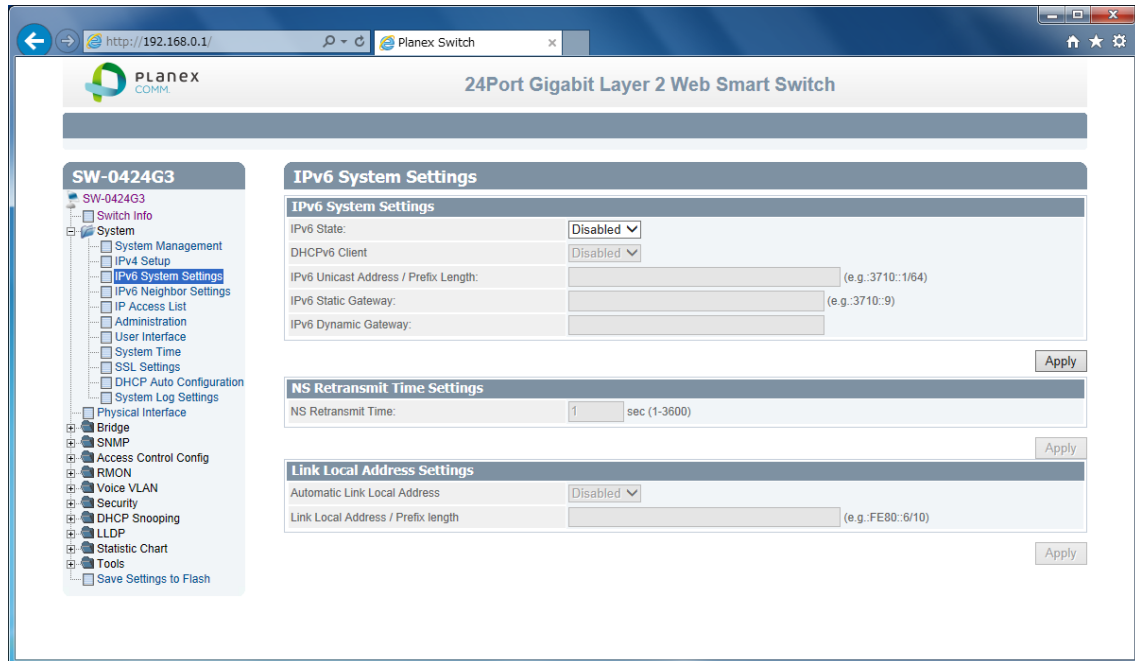 http://192.168.0.1/
Planex Switch
PLANEX
COMM.
24Port Gigabit Layer 2 Web Smart Switch
SW-0424G3
SW-0424G3
Switch Info
System
System Management
IPv4 Setup
IPv6 System Settings
IPv6 Neighbor Settings
IP Access List
Administration
User Interface
System Time
SSL Settings
DHCP Auto Configuration
System Log Settings
Physical Interface
Bridge
SNMP
Access Control Config
RMON
Voice VLAN
Security
DHCP Snooping
LLDP
Statistic Chart
Tools
Save Settings to Flash
IPv6 System Settings
IPv6 System Settings
IPv6 State: Disabled
DHCPv6 Client Disabled
IPv6 Unicast Address / Prefix Length: (e.g.:3710::1/64)
IPv6 Static Gateway: (e.g.:3710::9)
IPv6 Dynamic Gateway:
Apply
NS Retransmit Time Settings
NS Retransmit Time: 1 sec (1-3600)
Apply
Link Local Address Settings
Automatic Link Local Address Disabled
Link Local Address / Prefix length (e.g.:FE80::6/10)
Apply